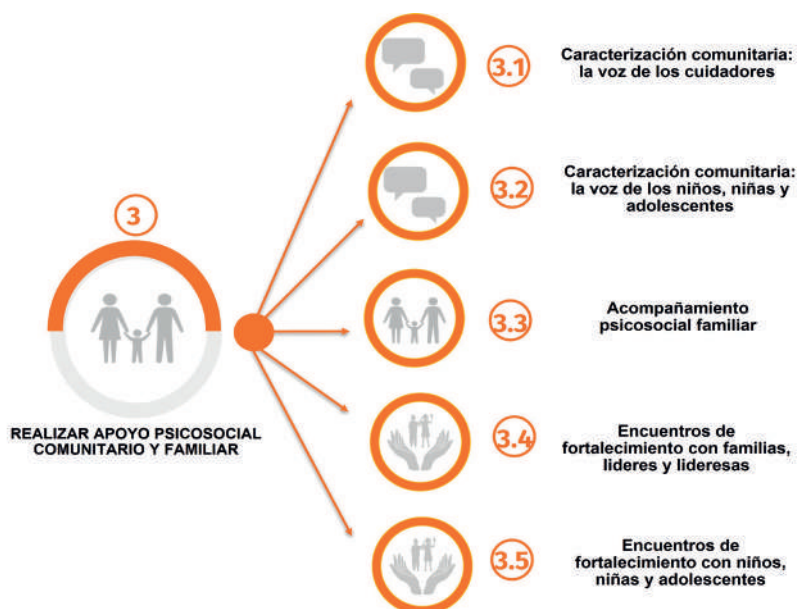 3
REALIZAR APOYO PSICOSOCIAL
COMUNITARIO Y FAMILIAR
3.1
Caracterización comunitaria:
la voz de los cuidadores
3.2
Caracterización comunitaria:
la voz de los niños, niñas y
adolescentes
3.3
Acompañamiento
psicosocial familiar
3.4
Encuentros de
fortalecimiento con familias,
lideres y lideresas
3.5
Encuentros de
fortalecimiento con niños,
niñas y adolescentes